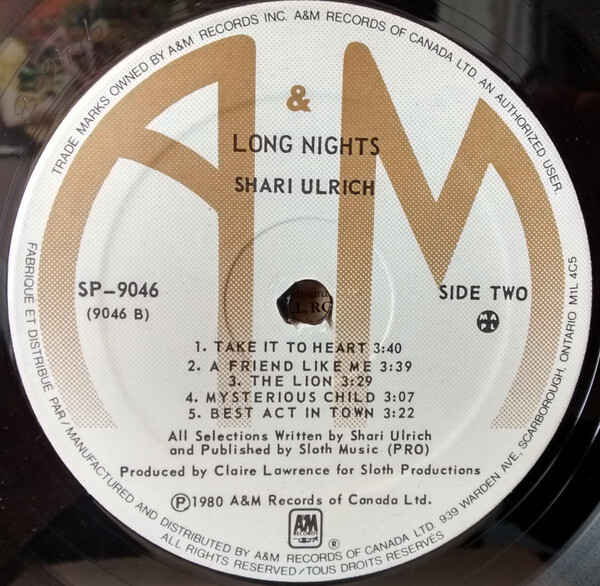 TRADE MARKS OWNED BY A&M RECORDS INC. A&M RECORDS OF CANADA LTD. AN AUTHORIZED USER.
&
LONG NIGHTS
SHARI ULRICH
SP-9046
(9046 B)
SIDE TWO
MAPL
1. TAKE IT TO HEART 3:40
2. A FRIEND LIKE ME 3:39
3. THE LION 3:29
4. MYSTERIOUS CHILD 3:07
5. BEST ACT IN TOWN 3:22
All Selections Written by Shari Ulrich
and Published by Sloth Music (PRO)
Produced by Claire Lawrence for Sloth Productions
Ⓟ1980 A&M Records of Canada Ltd.
A&M
RECORDS
®
FABRIQUE ET DISTRIBUÉ PAR/MANUFACTURED AND DISTRIBUTED BY A&M RECORDS OF CANADA LTD. 939 WARDEN AVE., SCARBOROUGH, ONTARIO M1L 4C5
ALL RIGHTS RESERVED/TOUS DROITS RESERVÉS